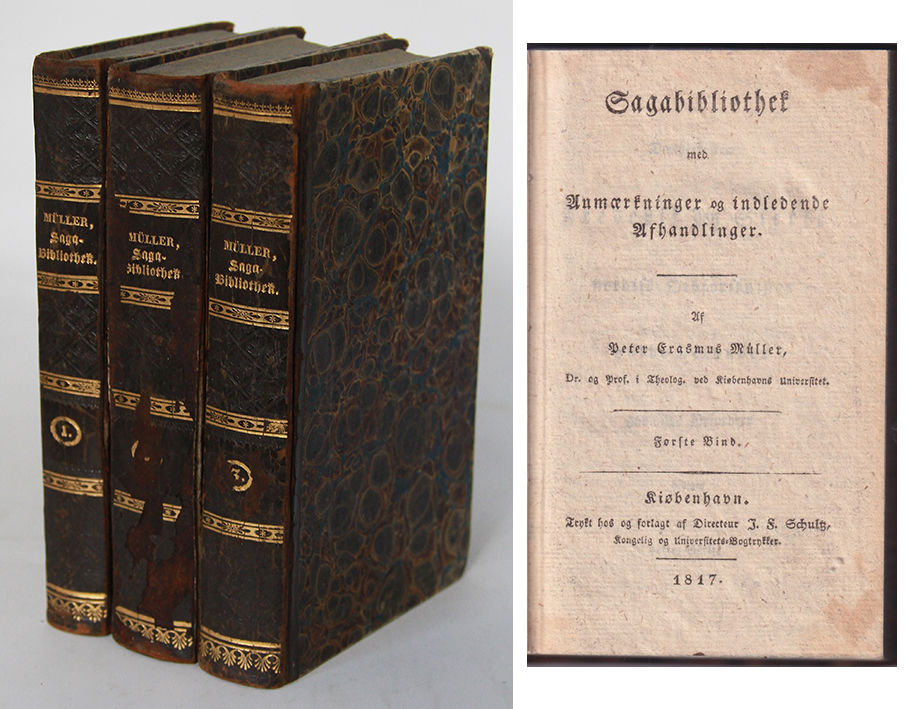 MÜLLER,
Saga-
Bibliothek.
1.
MÜLLER,
Saga-
Bibliothek
MÜLLER,
Saga-
Bibliothek.
3.
Sagabibliothek
med
Anmærkninger og indledende
Afhandlinger.
Af
Peter Erasmus Müller,
Dr. og Prof. i Theolog. ved Kiøbenhavns Universitet.
Første Bind.
Kiøbenhavn.
Trykt hos og forlagt af Directeur J. F. Schultz,
Kongelig og Universitets-Bogtrykker.
1817.